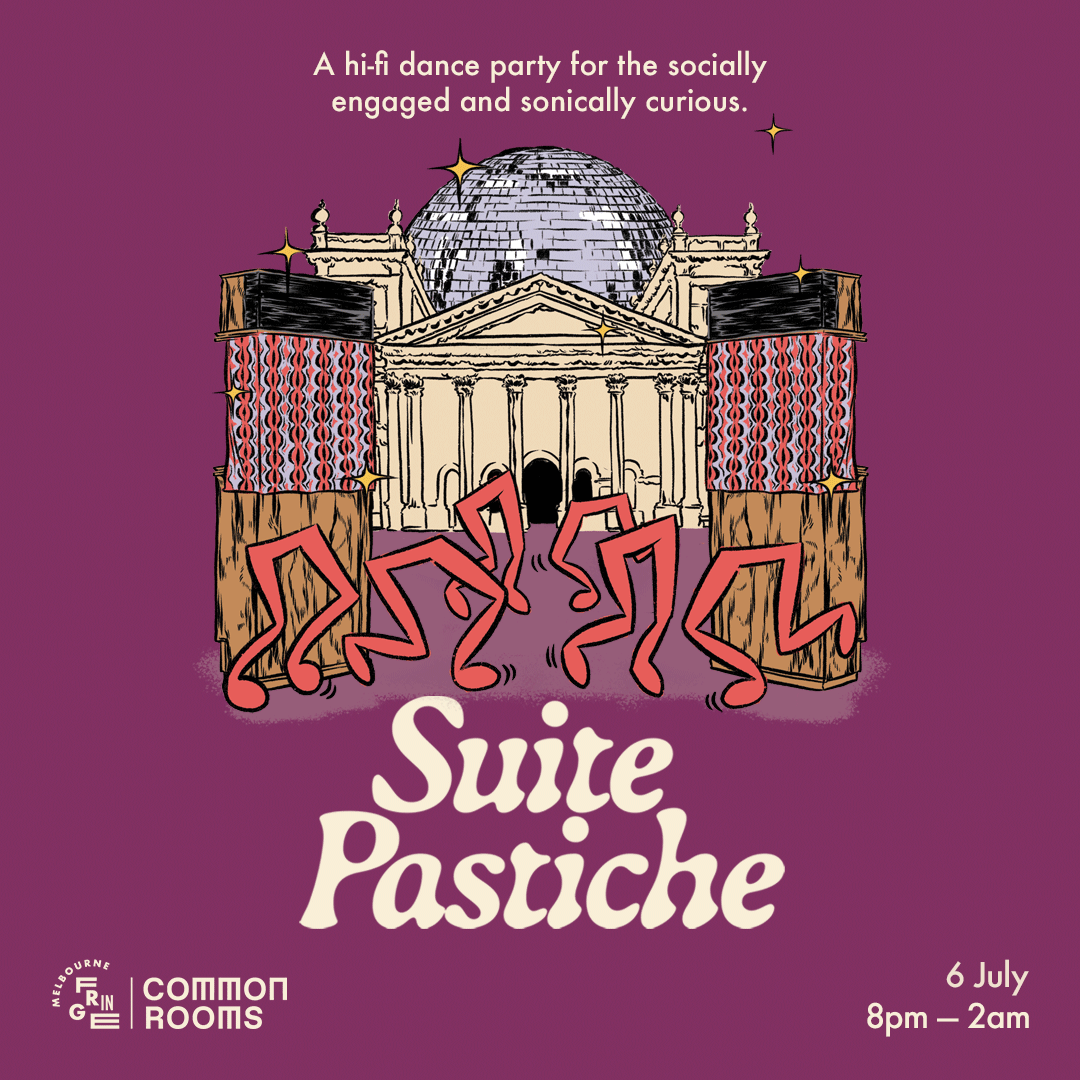 A hi-fi dance party for the socially
engaged and sonically curious.
Suite
Pastiche
MELBOURNE
FRINGE
COMMON
ROOMS
6 July
8pm — 2am